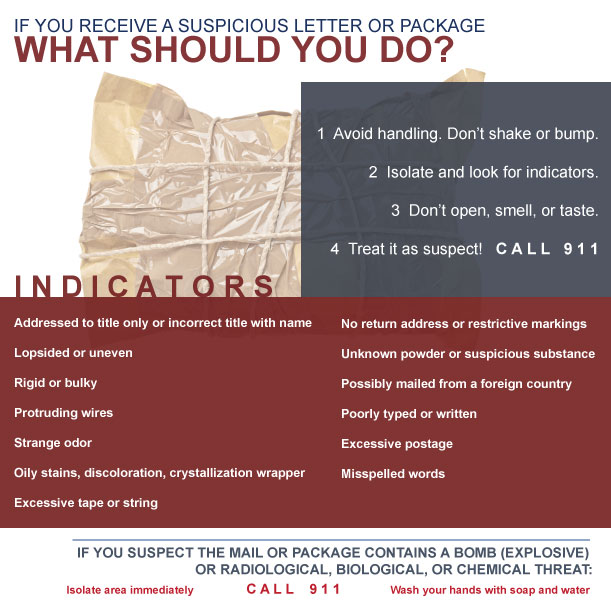 IF YOU RECEIVE A SUSPICIOUS LETTER OR PACKAGE
WHAT SHOULD YOU DO?
1 Avoid handling. Don't shake or bump.
2 Isolate and look for indicators.
3 Don't open, smell, or taste.
4 Treat it as suspect! CALL 911
INDICATORS
Addressed to title only or incorrect title with name
Lopsided or uneven
Rigid or bulky
Protruding wires
Strange odor
Oily stains, discoloration, crystallization wrapper
Excessive tape or string
No return address or restrictive markings
Unknown powder or suspicious substance
Possibly mailed from a foreign country
Poorly typed or written
Excessive postage
Misspelled words
IF YOU SUSPECT THE MAIL OR PACKAGE CONTAINS A BOMB (EXPLOSIVE)
OR RADIOLOGICAL, BIOLOGICAL, OR CHEMICAL THREAT:
Isolate area immediately CALL 911 Wash your hands with soap and water